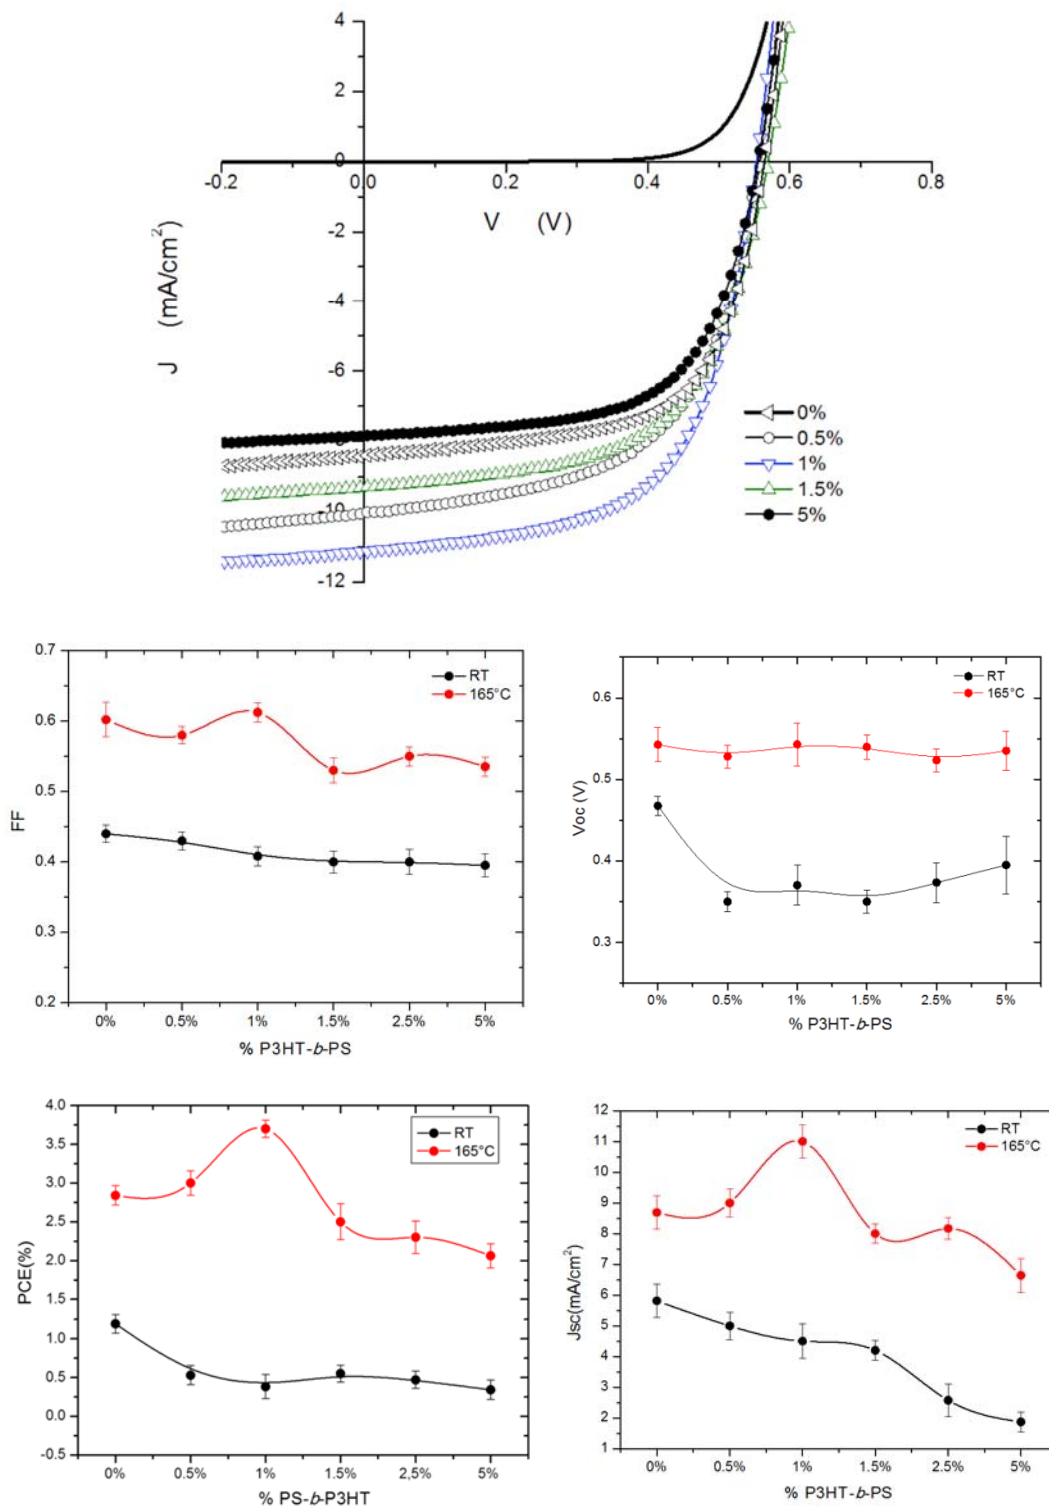 4
2
0
-0.2
0.0
0.2
0.4
0.6
0.8
V (V)
J (mA/cm²)
-2
-4
-6
-10
-12
0%
0.5%
1%
1.5%
5%
0.7
0.6
0.5
0.4
0.3
0.2
FF
RT
165°C
0% 0.5% 1% 1.5% 2.5% 5%
% P3HT-b-PS
0.6
0.5
0.4
0.3
Voc (V)
RT
165°C
0% 0.5% 1% 1.5% 2.5% 5%
% P3HT-b-PS
4.0
3.5
3.0
2.5
2.0
1.5
1.0
0.5
0.0
-0.5
PCE(%)
RT
165°C
0% 0.5% 1% 1.5% 2,5% 5%
% PS-b-P3HT
12
11
10
9
8
7
6
5
4
3
2
1
Jsc(mA/cm²)
RT
165°C
0% 0.5% 1% 1.5% 2.5% 5%
% P3HT-b-PS